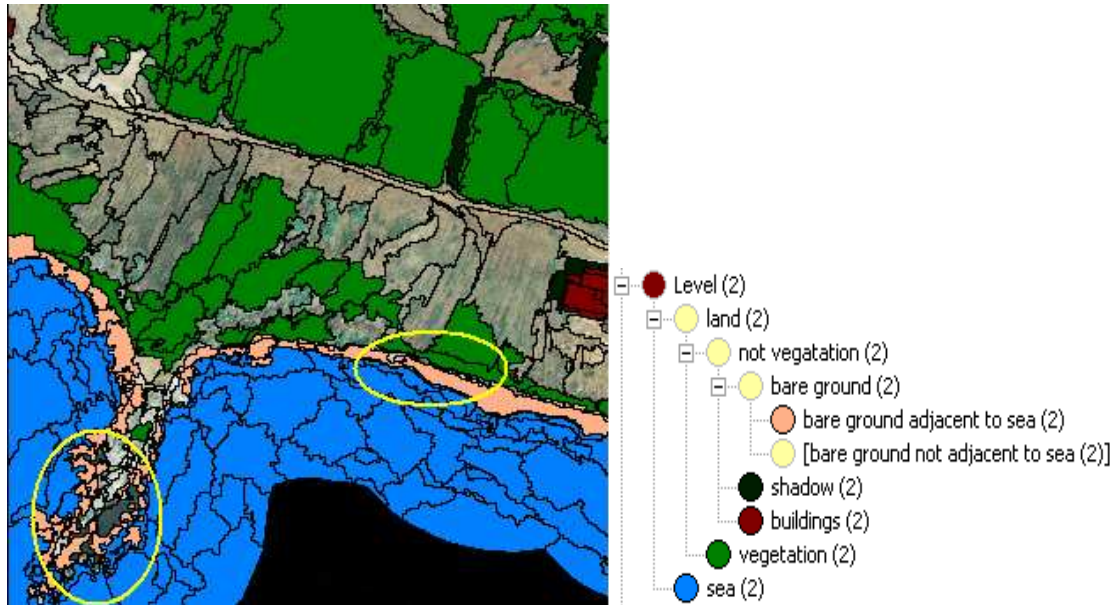 Level (2)
land (2)
not vegatation (2)
bare ground (2)
bare ground adjacent to sea (2)
[bare ground not adjacent to sea (2)]
shadow (2)
buildings (2)
vegetation (2)
sea (2)